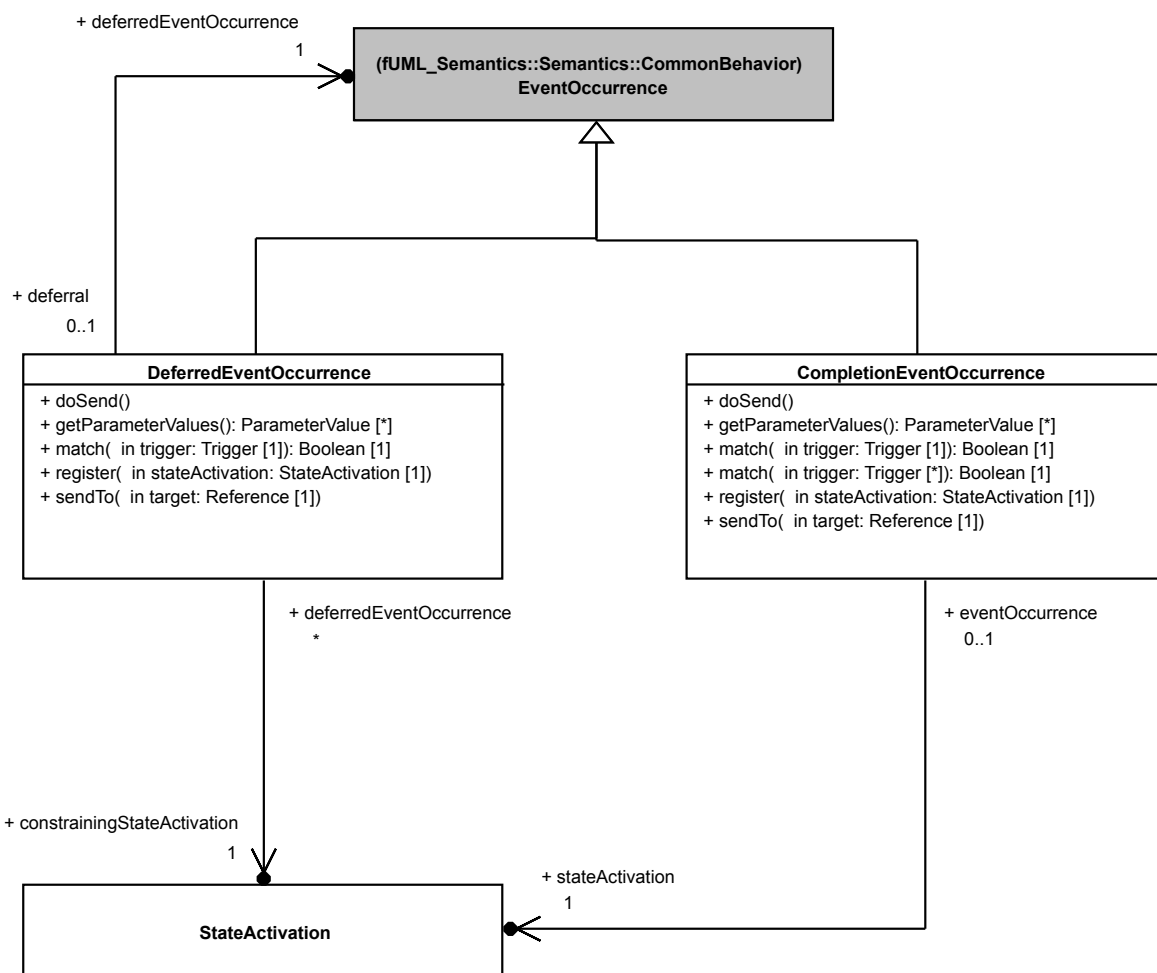 + deferredEventOccurrence
1
(fUML_Semantics::Semantics::CommonBehavior)
EventOccurrence
+ deferral
0..1
DeferredEventOccurrence
+ doSend()
+ getParameterValues(): ParameterValue [*]
+ match(  in trigger: Trigger [1]): Boolean [1]
+ register(  in stateActivation: StateActivation [1])
+ sendTo(  in target: Reference [1])
CompletionEventOccurrence
+ doSend()
+ getParameterValues(): ParameterValue [*]
+ match(  in trigger: Trigger [1]): Boolean [1]
+ match(  in trigger: Trigger [*]): Boolean [1]
+ register(  in stateActivation: StateActivation [1])
+ sendTo(  in target: Reference [1])
+ deferredEventOccurrence
*
+ eventOccurrence
0..1
+ constrainingStateActivation
1
+ stateActivation
1
StateActivation